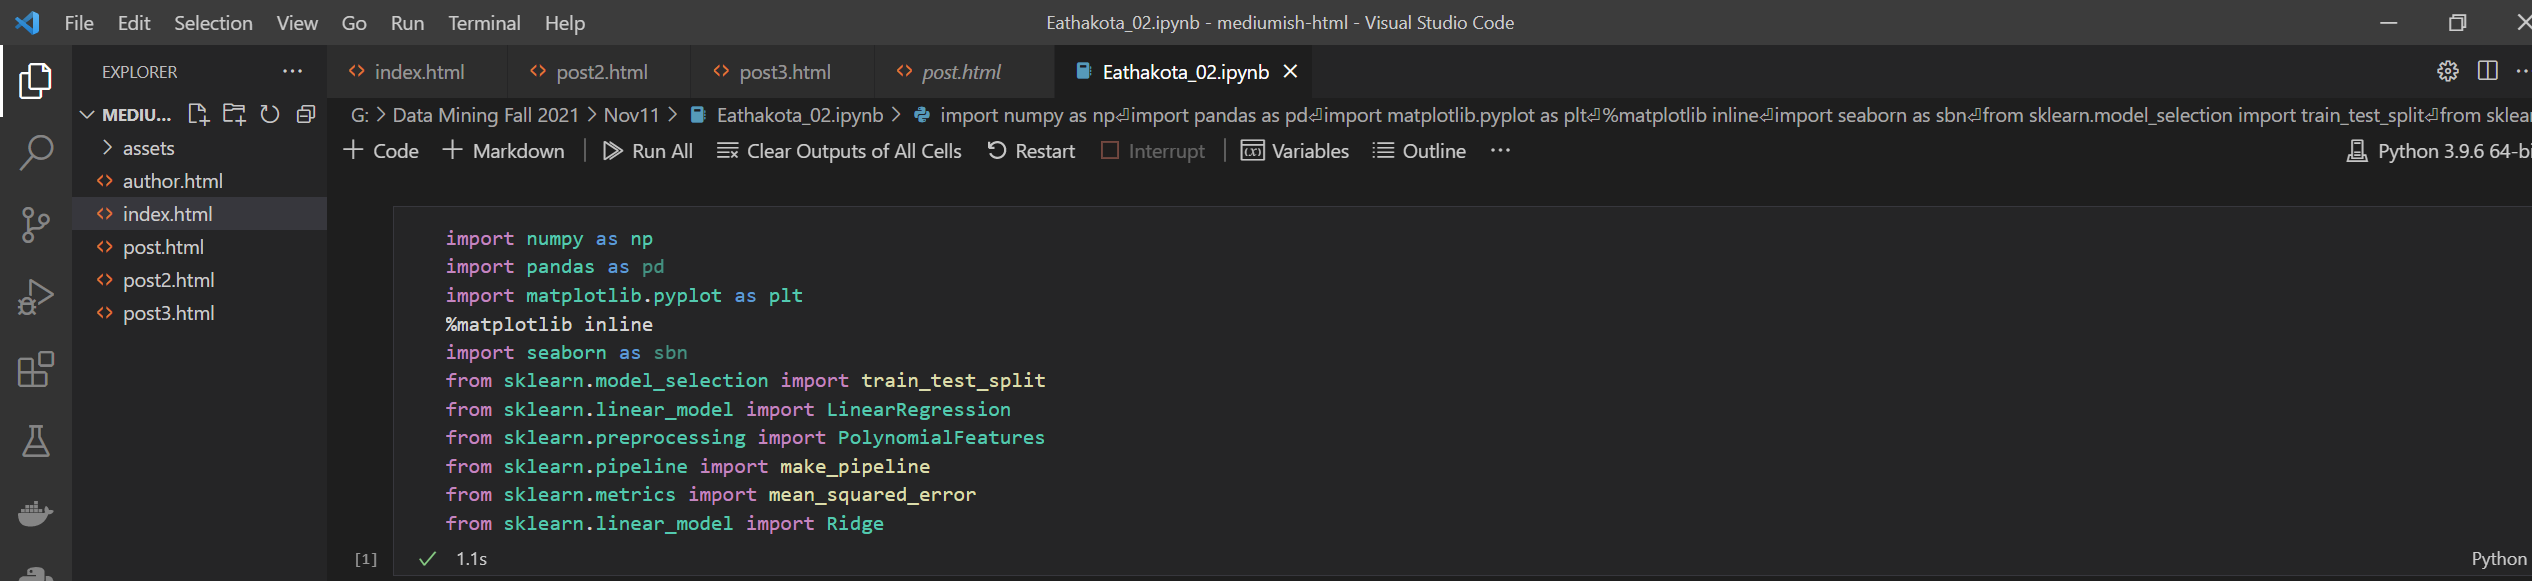 File Edit Selection View Go Run Terminal Help Eathakota_02.ipynb - mediumish-html - Visual Studio Code
EXPLORER
index.html post2.html post3.html post.html Eathakota_02.ipynb
MEDIU...
G: > Data Mining Fall 2021 > Nov11 > Eathakota_02.ipynb > import numpy as np⏎import pandas as pd⏎import matplotlib.pyplot as plt⏎%matplotlib inline⏎import seaborn as sbn⏎from sklearn.model_selection import train_test_split⏎from sklear
assets
author.html
index.html
post.html
post2.html
post3.html
+ Code + Markdown Run All Clear Outputs of All Cells Restart Interrupt Variables Outline ... Python 3.9.6 64-bi
import numpy as np
import pandas as pd
import matplotlib.pyplot as plt
%matplotlib inline
import seaborn as sbn
from sklearn.model_selection import train_test_split
from sklearn.linear_model import LinearRegression
from sklearn.preprocessing import PolynomialFeatures
from sklearn.pipeline import make_pipeline
from sklearn.metrics import mean_squared_error
from sklearn.linear_model import Ridge
[1] ✓ 1.1s Python